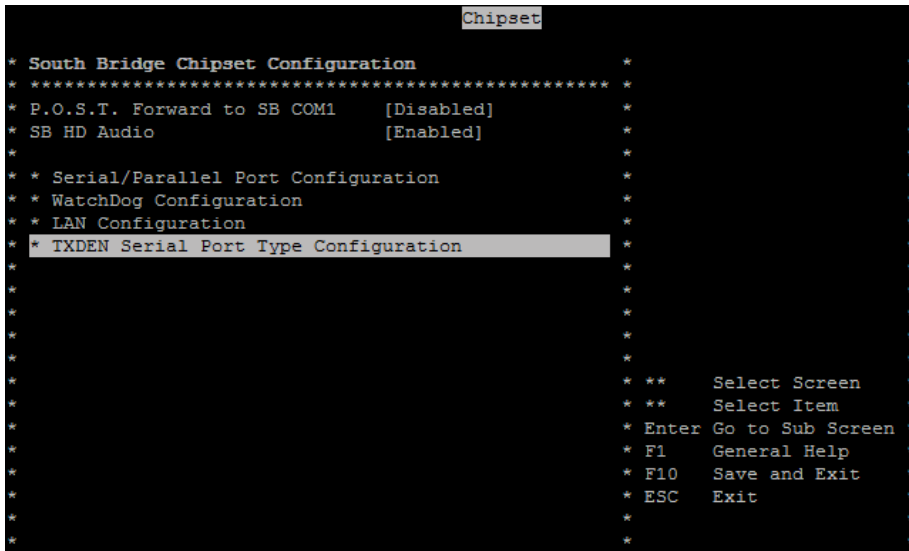 Chipset
* South Bridge Chipset Configuration *
* *************************************************** *
* P.O.S.T. Forward to SB COM1 [Disabled] *
* SB HD Audio [Enabled] *
* *
* * Serial/Parallel Port Configuration *
* * WatchDog Configuration *
* * LAN Configuration *
* * TXDEN Serial Port Type Configuration *
* *
* *
* *
* *
* *
* * ** Select Screen
* * ** Select Item
* * Enter Go to Sub Screen
* * F1 General Help
* * F10 Save and Exit
* * ESC Exit
* *
* *